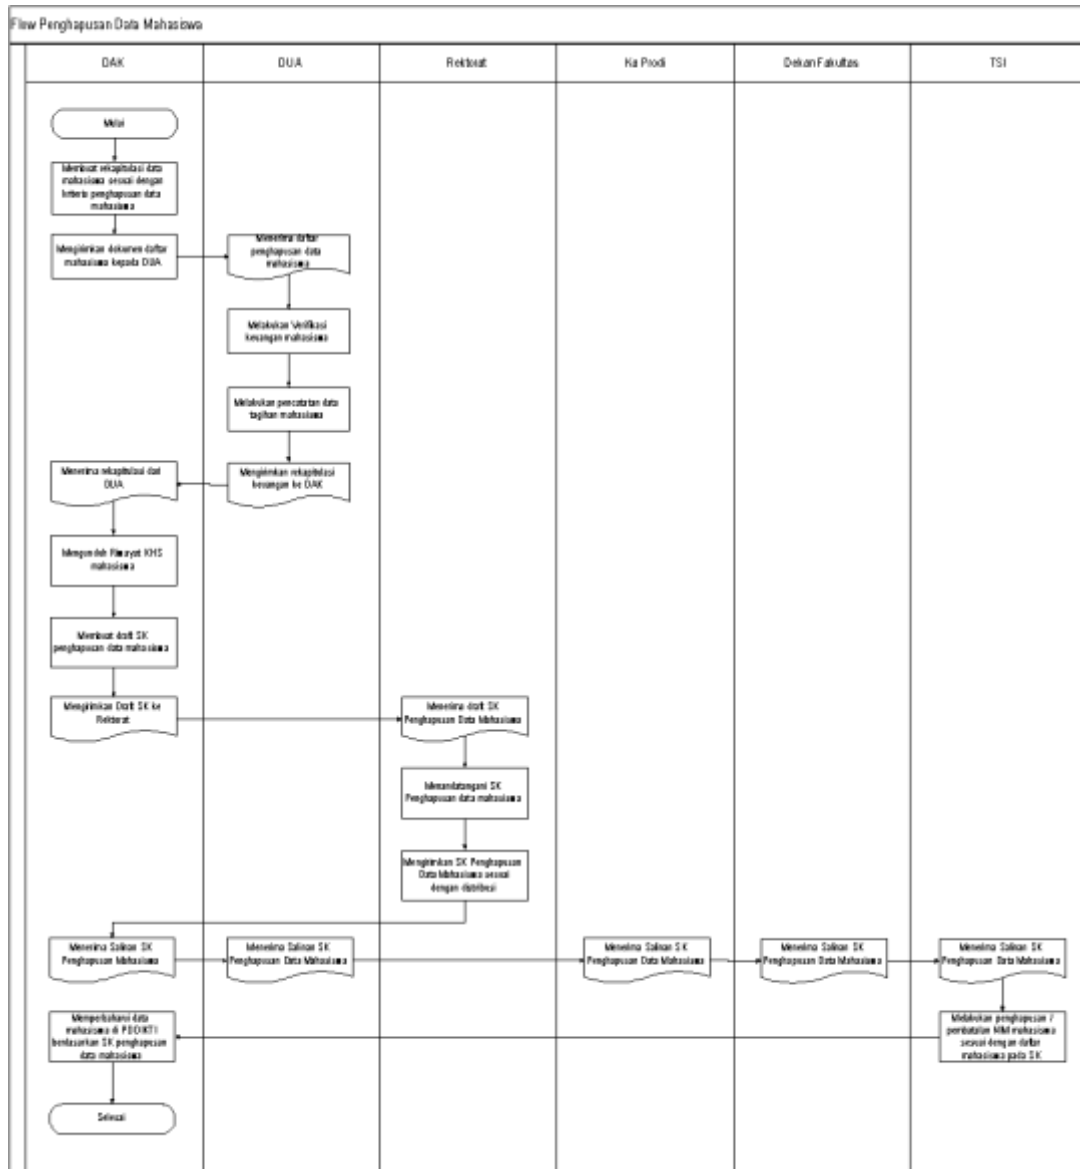 Flow Penghapusan Data Mahasiswa
DAK
DUA
Rektorat
Ka Prodi
Dekan Fakultas
TSI
Mulai
Membuat rekapitulasi data
mahasiswa sesuai dengan
kriteria penghapusan data
mahasiswa
Mengirimkan dokumen daftar
mahasiswa kepada DUA
Menerima daftar
penghapusan data
mahasiswa
Melakukan Verifikasi
keuangan mahasiswa
Melakukan pencatatan data
tagihan mahasiswa
Mengirimkan rekapitulasi
keuangan ke DAK
Menerima rekapitulasi dari
DUA
Mengunduh Riwayat KHS
mahasiswa
Membuat draft SK
penghapusan data mahasiswa
Mengirimkan Draft SK ke
Rektorat
Menerima draft SK
Penghapusan Data Mahasiswa
Menandatangani SK
Penghapusan data mahasiswa
Mengirimkan SK Penghapusan
Data Mahasiswa sesuai
dengan distribusi
Menerima Salinan SK
Penghapusan Mahasiswa
Menerima Salinan SK
Penghapusan Data Mahasiswa
Menerima Salinan SK
Penghapusan Data Mahasiswa
Menerima Salinan SK
Penghapusan Data Mahasiswa
Menerima Salinan SK
Penghapusan Data Mahasiswa
Melakukan penghapusan /
pembatalan NIM mahasiswa
sesuai dengan daftar
mahasiswa pada SK
Memperbaharui data
mahasiswa di PDDIKTI
berdasarkan SK penghapusan
data mahasiswa
Selesai